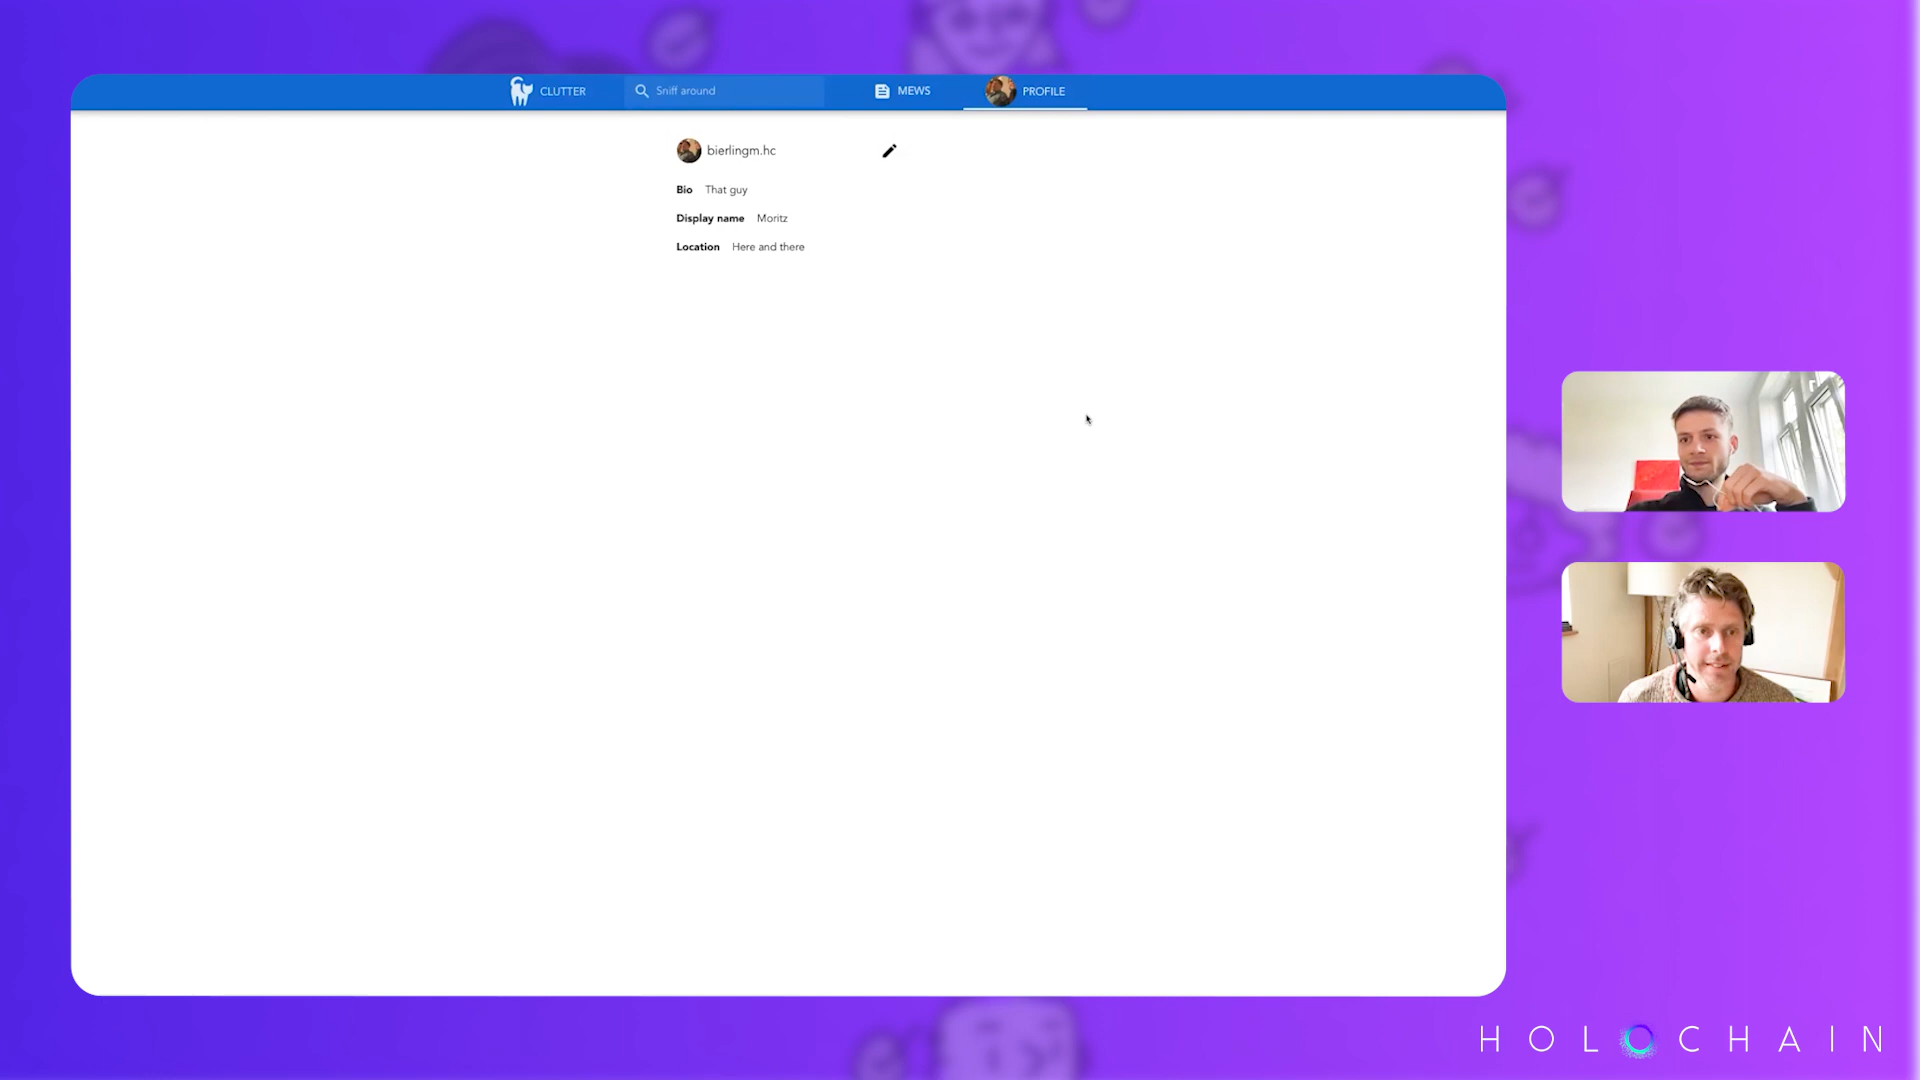 CLUTTER
Sniff around
MEWS
PROFILE
bierlingm.hc
Bio That guy
Display name Moritz
Location Here and there
HOLOCHAIN